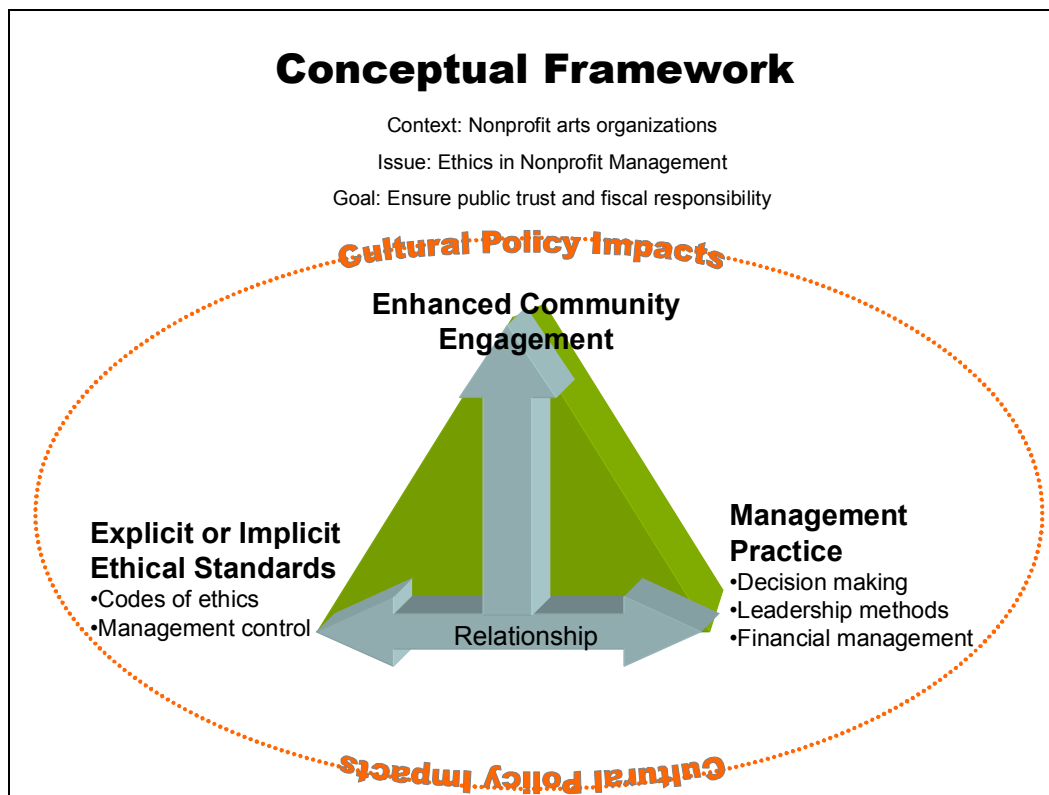 Conceptual Framework
Context: Nonprofit arts organizations
Issue: Ethics in Nonprofit Management
Goal: Ensure public trust and fiscal responsibility
Cultural Policy Impacts
Enhanced Community
Engagement
Explicit or Implicit
Ethical Standards
•Codes of ethics
•Management control
Relationship
Management
Practice
•Decision making
•Leadership methods
•Financial management
Cultural Policy Impacts